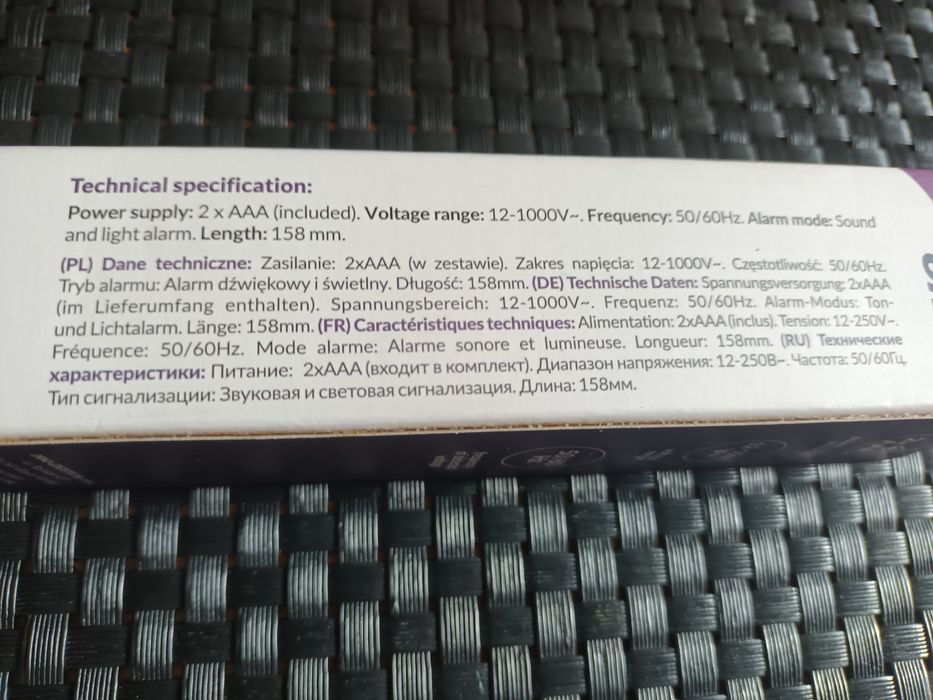 Technical specification:
Power supply: 2 x AAA (included). Voltage range: 12-1000V~. Frequency: 50/60Hz. Alarm mode: Sound
and light alarm. Length: 158 mm.
(PL) Dane techniczne: Zasilanie: 2xAAA (w zestawie). Zakres napięcia: 12-1000V~. Częstotliwość: 50/60Hz.
Tryb alarmu: Alarm dźwiękowy i świetlny. Długość: 158mm. (DE) Technische Daten: Spannungsversorgung: 2xAAA
(im Lieferumfang enthalten). Spannungsbereich: 12-1000V~. Frequenz: 50/60Hz. Alarm-Modus: Ton-
und Lichtalarm. Länge: 158mm. (FR) Caractéristiques techniques: Alimentation: 2xAAA (inclus). Tension: 12-250V~.
Fréquence: 50/60Hz. Mode alarme: Alarme sonore et lumineuse. Longueur: 158mm. (RU) Технические
характеристики: Питание: 2xAAA (входит в комплект). Диапазон напряжения: 12-250В~. Частота: 50/60Гц.
Тип сигнализации: Звуковая и световая сигнализация. Длина: 158мм.